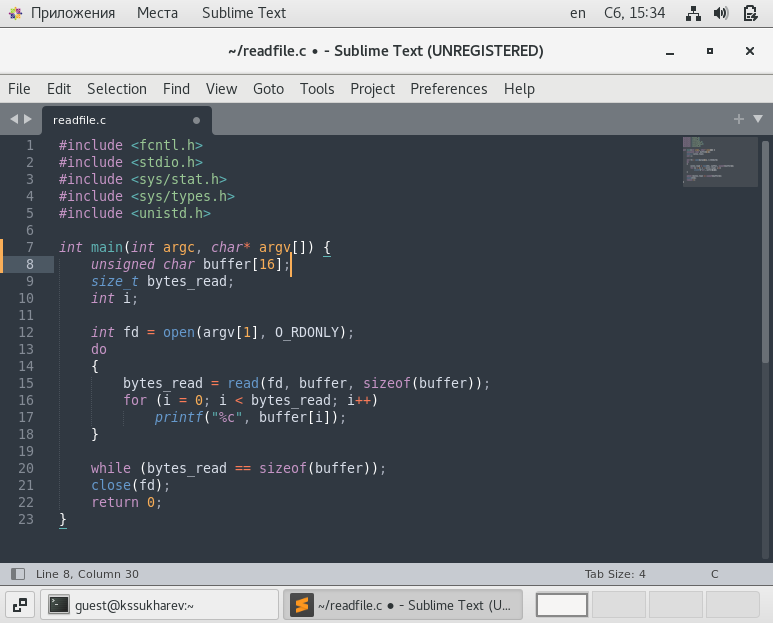 Приложения Места Sublime Text en Сб, 15:34
~/readfile.c • - Sublime Text (UNREGISTERED)
File Edit Selection Find View Goto Tools Project Preferences Help
readfile.c
1 #include <fcntl.h>
2 #include <stdio.h>
3 #include <sys/stat.h>
4 #include <sys/types.h>
5 #include <unistd.h>
6
7 int main(int argc, char* argv[]) {
8     unsigned char buffer[16];
9     size_t bytes_read;
10     int i;
11
12     int fd = open(argv[1], O_RDONLY);
13     do
14     {
15         bytes_read = read(fd, buffer, sizeof(buffer));
16         for (i = 0; i < bytes_read; i++)
17             printf("%c", buffer[i]);
18     }
19
20     while (bytes_read == sizeof(buffer));
21     close(fd);
22     return 0;
23 }
Line 8, Column 30 Tab Size: 4 C
guest@kssukharev:~ ~/readfile.c • - Sublime Text (U...